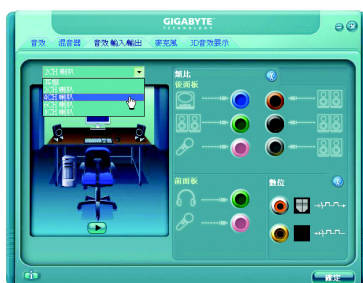 GIGABYTE
TECHNOLOGY
音效 混音器 音效輸入/輸出 麥克風 3D音效展示
2CH 喇叭
耳機
2CH 喇叭
4CH 喇叭
6CH 喇叭
8CH 喇叭
類比
後面板
前面板
數位
確定